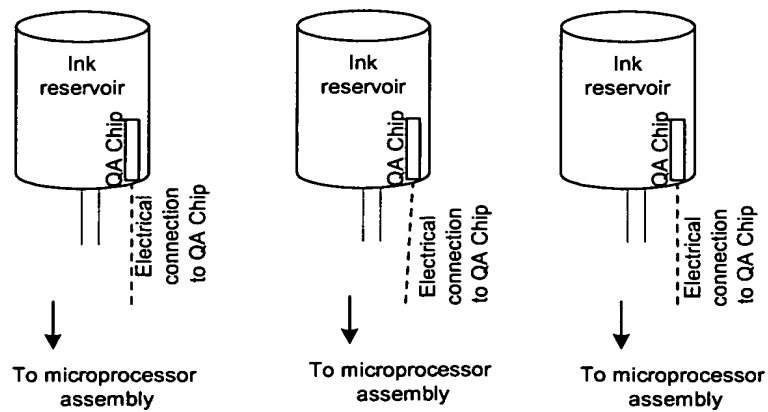 Ink
reservoir
QA Chip
Electrical
connection
to QA Chip
To microprocessor
assembly
Ink
reservoir
QA Chip
Electrical
connection
to QA Chip
To microprocessor
assembly
Ink
reservoir
QA Chip
Electrical
connection
to QA Chip
To microprocessor
assembly